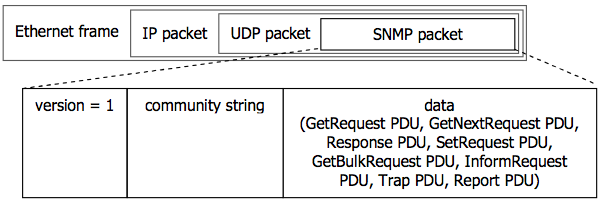 Ethernet frame IP packet UDP packet SNMP packet
version = 1 community string data
(GetRequest PDU, GetNextRequest PDU,
Response PDU, SetRequest PDU,
GetBulkRequest PDU, InformRequest
PDU, Trap PDU, Report PDU)